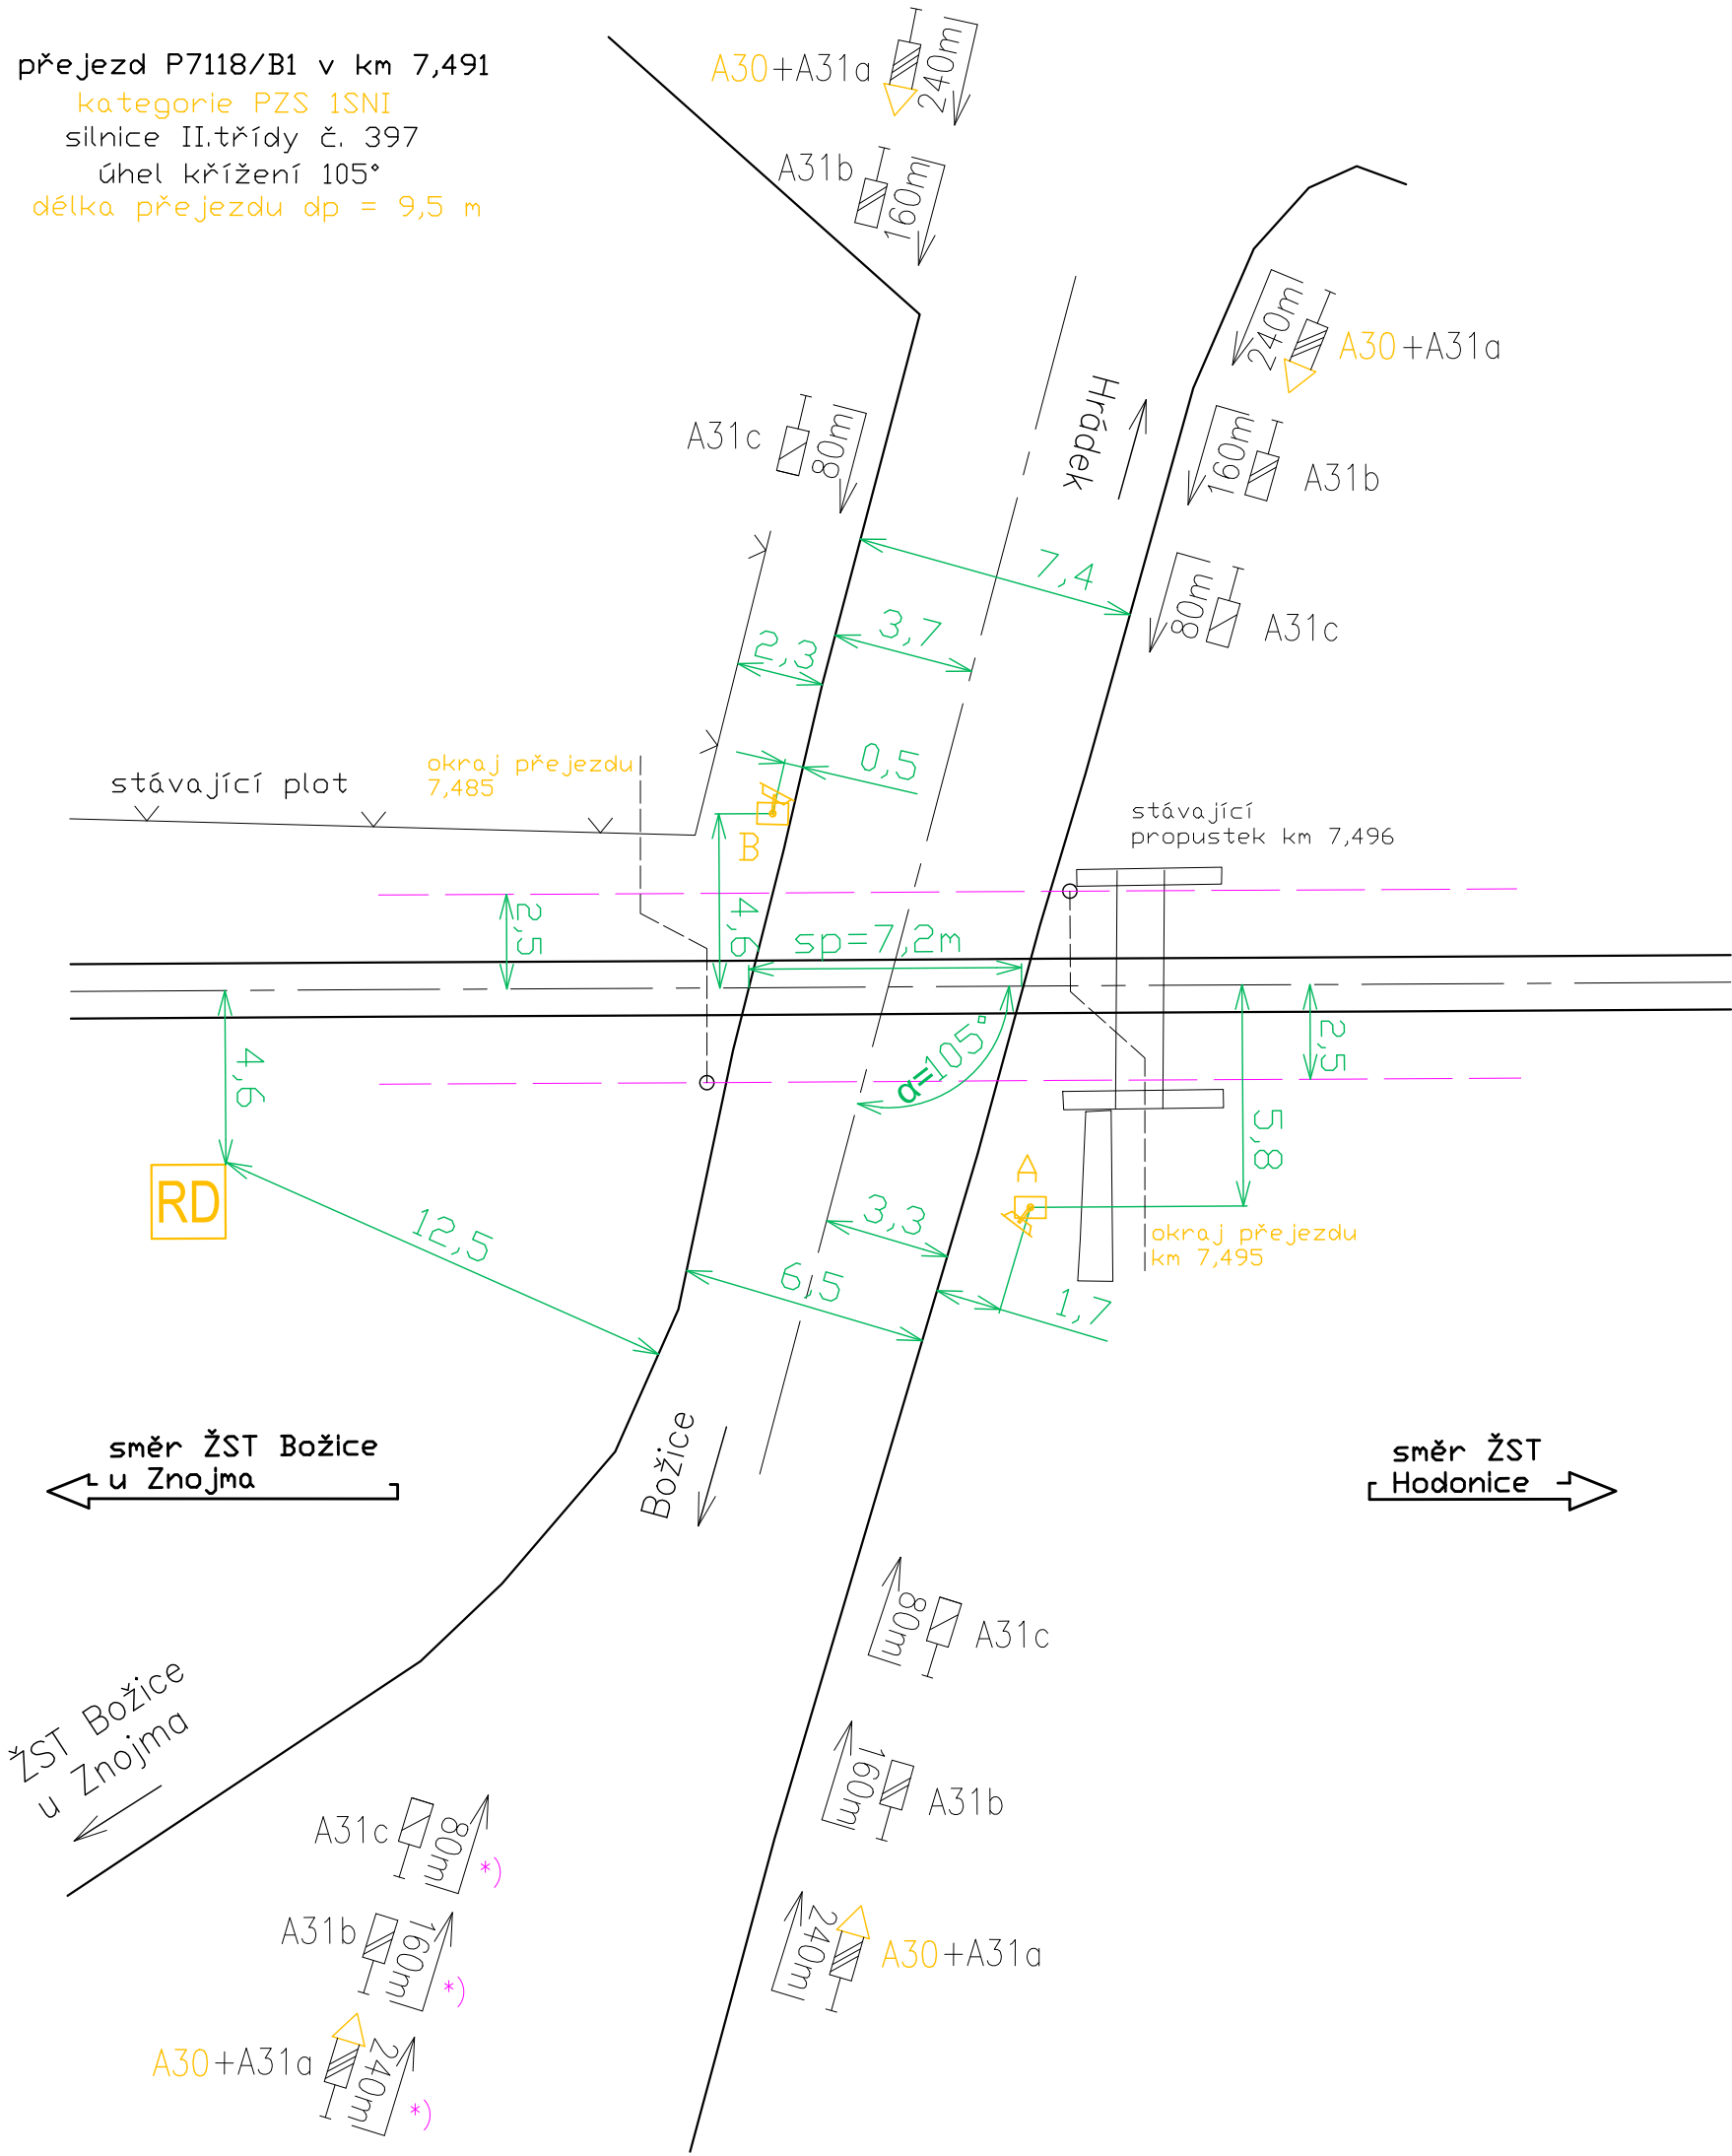 přejezd P7118/B1 v km 7,491
kategorie PZS 1SNI
silnice II.třídy č. 397
úhel křížení 105°
délka přejezdu dp = 9,5 m
A30+A31a
240m
A31b
160m
240m
A30+A31a
A31c
80m
Hrádek
160m
A31b
80m
A31c
7,4
3,7
2,3
0,5
stávající plot
okraj přejezdu
7,485
B
stávající
propustek km 7,496
2,5
4,6
sp=7,2m
α=105°
2,5
4,6
5,8
RD
12,5
A
3,3
okraj přejezdu
km 7,495
6,5
1,7
směr ŽST Božice
u Znojma
Božice
směr ŽST
Hodonice
80m
A31c
ŽST Božice
u Znojma
160m
A31b
A31c
80m
*)
A31b
160m
*)
240m
A30+A31a
A30+A31a
240m
*)